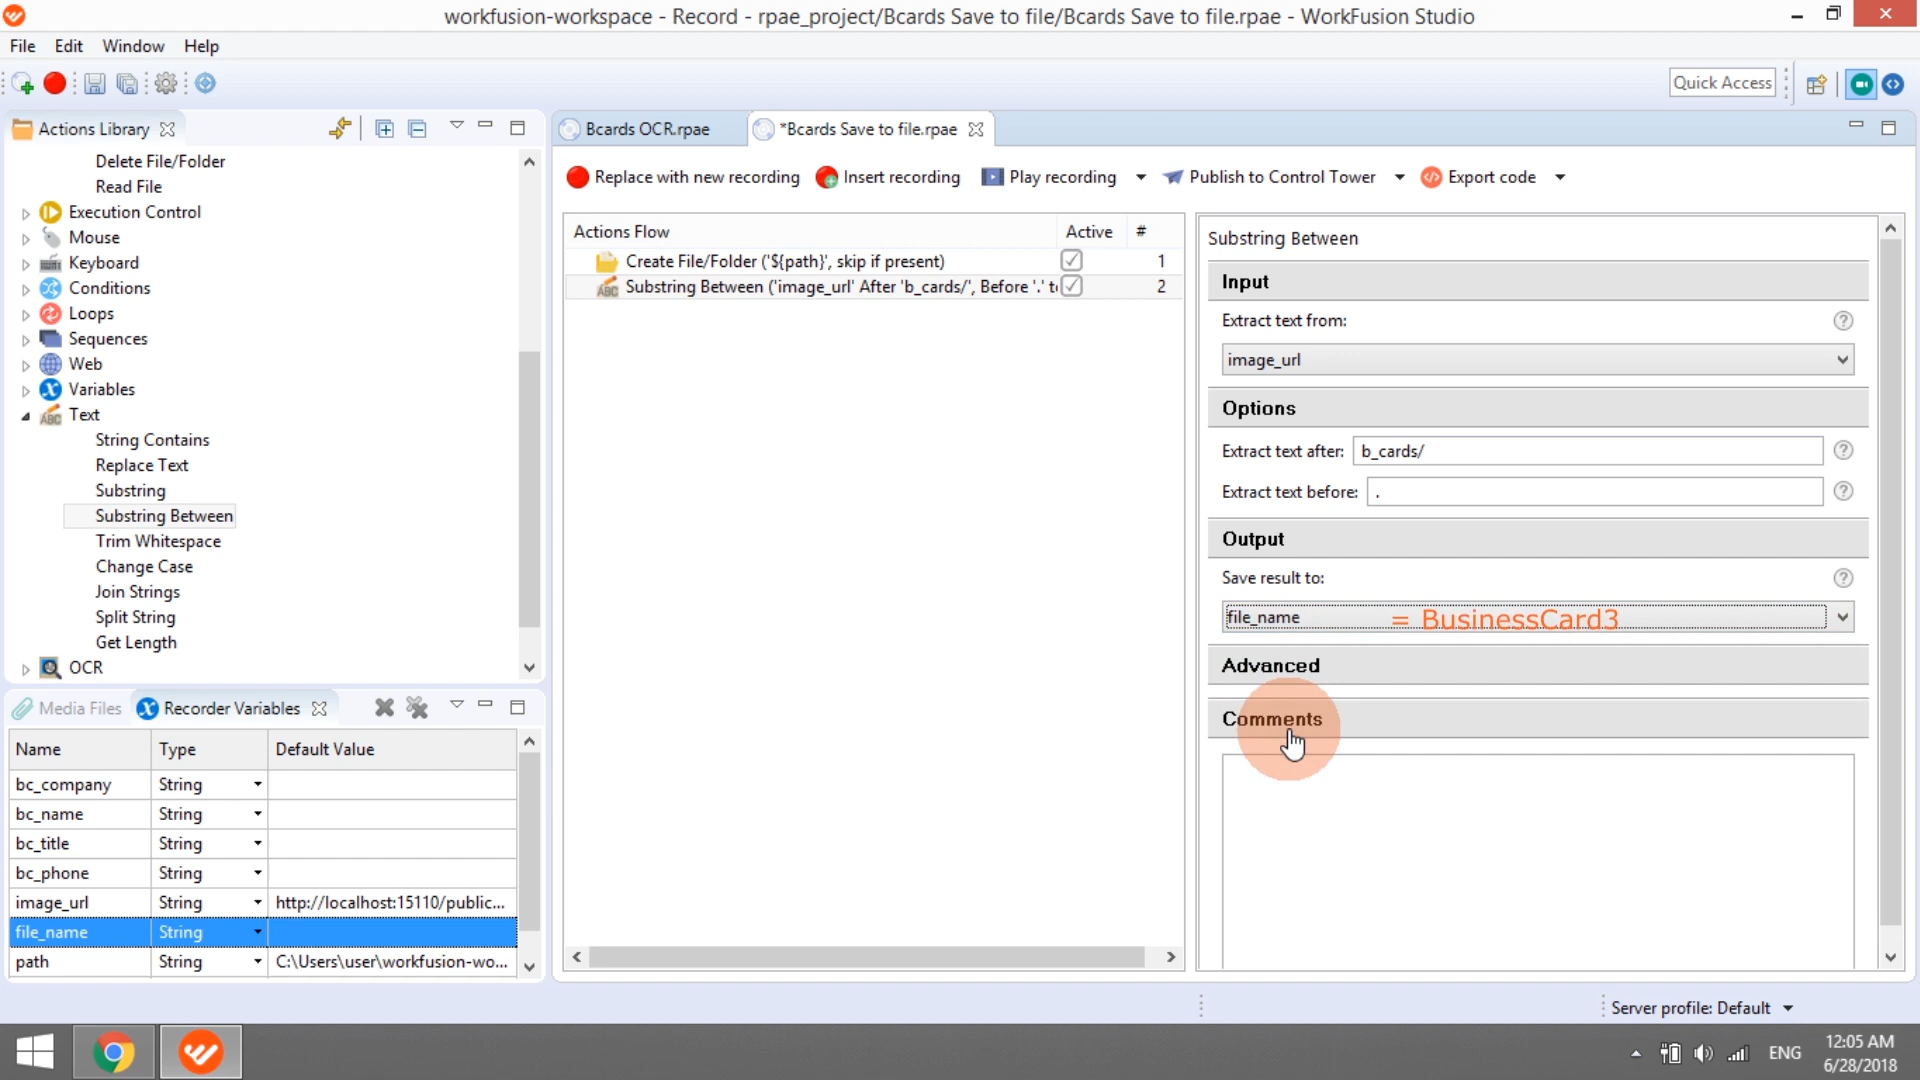 workfusion-workspace - Record - rpae_project/Bcards Save to file/Bcards Save to file.rpae - WorkFusion Studio
File Edit Window Help
Quick Access
Actions Library
Delete File/Folder
Read File
Execution Control
Mouse
Keyboard
Conditions
Loops
Sequences
Web
Variables
ABC Text
String Contains
Replace Text
Substring
Substring Between
Trim Whitespace
Change Case
Join Strings
Split String
Get Length
OCR
Media Files Recorder Variables
Name Type Default Value
bc_company String
bc_name String
bc_title String
bc_phone String
image_url String http://localhost:15110/public...
file_name String
path String C:\Users\user\workfusion-wo...
Bcards OCR.rpae *Bcards Save to file.rpae
Replace with new recording Insert recording Play recording Publish to Control Tower Export code
Actions Flow Active #
Create File/Folder ('${path}', skip if present) 1
ABC Substring Between ('image_url' After 'b_cards/', Before '.' to 2
Substring Between
Input
Extract text from:
image_url
Options
Extract text after: b_cards/
Extract text before: .
Output
Save result to:
file_name = BusinessCard3
Advanced
Comments
Server profile: Default
ENG
12:05 AM
6/28/2018